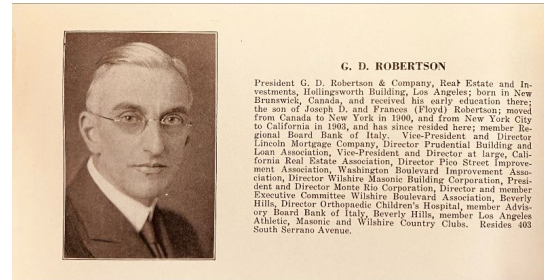 G. D. ROBERTSON
President G. D. Robertson & Company, Real Estate and In-
vestments, Hollingsworth Building, Los Angeles; born in New
Brunswick, Canada, and received his early education there;
the son of Joseph D. and Frances (Floyd) Robertson; moved
from Canada to New York in 1900, and from New York City
to California in 1903, and has since resided here; member Re-
gional Board Bank of Italy. Vice-President and Director
Lincoln Mortgage Company, Director Prudential Building and
Loan Association, Vice-President and Director at large, Cali-
fornia Real Estate Association, Director Pico Street Improve-
ment Association, Washington Boulevard Improvement Asso-
ciation, Director Wilshire Masonic Building Corporation, Presi-
dent and Director Monte Rio Corporation, Director and member
Executive Committee Wilshire Boulevard Association, Beverly
Hills, Director Orthopaedic Children's Hospital, member Advis-
ory Board Bank of Italy, Beverly Hills, member Los Angeles
Athletic, Masonic and Wilshire Country Clubs. Resides 403
South Serrano Avenue.